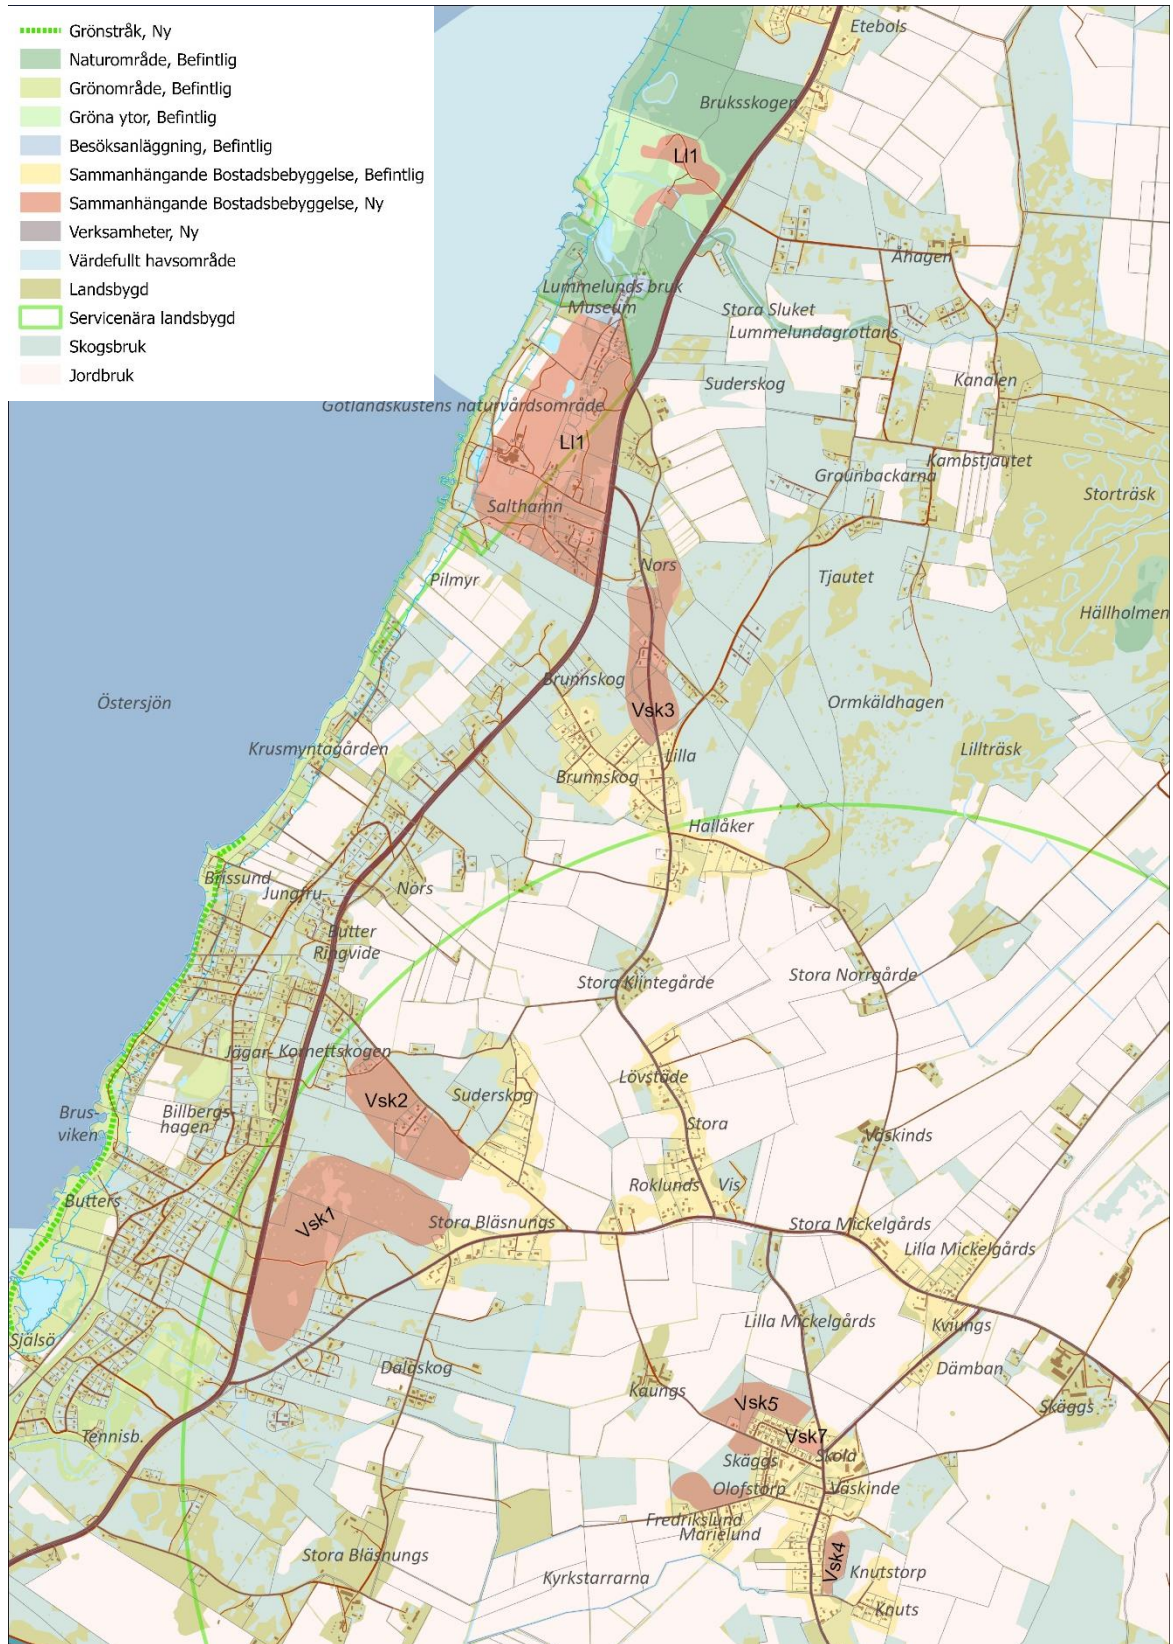 Grönstråk, Ny
Naturområde, Befintlig
Grönområde, Befintlig
Gröna ytor, Befintlig
Besöksanläggning, Befintlig
Sammanhängande Bostadsbebyggelse, Befintlig
Sammanhängande Bostadsbebyggelse, Ny
Verksamheter, Ny
Värdefullt havsområde
Landsbygd
Servicenära landsbygd
Skogsbruk
Jordbruk
Etebols
Bruksskogen
Ll1
Åhagen
Lummelunds bruk
Museum
Stora Sluket
Lummelundagrottans
Suderskog
Kanalen
Gotlandskustens naturvårdsområde
Ll1
Kambstjautet
Graunbackarna
Storträsk
Salthamn
Nors
Pilmyr
Tjautet
Hällholmen
Brunnskog
Östersjön
Vsk3
Ormkäldhagen
Krusmyntagården
Lilla
Lillträsk
Brunnskog
Hallåker
Brissund
Jungfru-
Nors
Butter
Ringvide
Stora Klintegårde
Stora Norrgårde
Jägar-
Kornettskogen
Lövstäde
Vsk2
Suderskog
Brus-
viken
Billbergs-
hagen
Stora
Väskinds
Butters
Roklunds
Vis
Vsk1
Stora Bläsnungs
Stora Mickelgårds
Lilla Mickelgårds
Själsö
Lilla Mickelgårds
Kviungs
Dalaskog
Kaungs
Dämban
Vsk5
Skäggs
Tennisb.
Vsk7
Skola
Skäggs
Olofstorp
Väskinde
Fredrikslund
Marielund
Stora Bläsnungs
Vsk4
Kyrkstarrarna
Knutstorp
Knuts